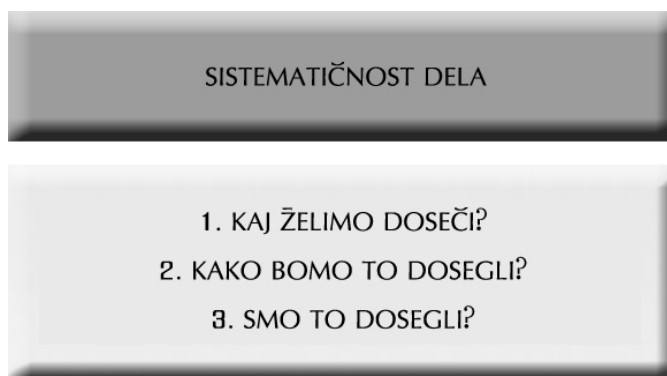 SISTEMATIČNOST DELA
1. KAJ ŽELIMO DOSEČI?
2. KAKO BOMO TO DOSEGLI?
3. SMO TO DOSEGLI?